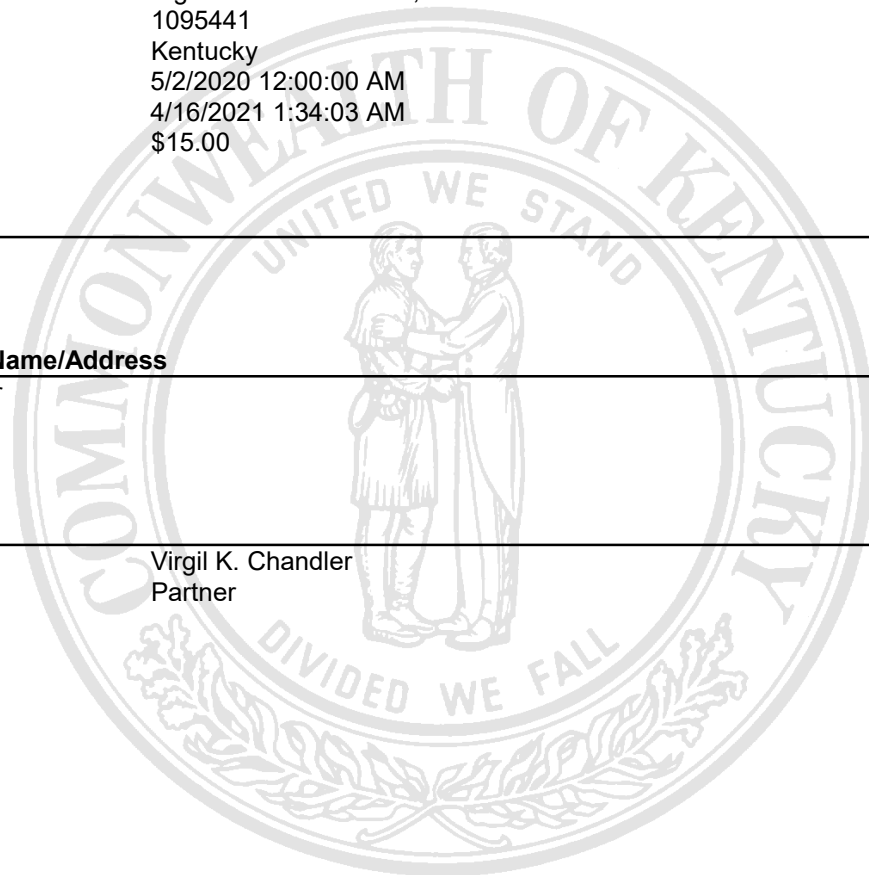 1095441
Kentucky
5/2/2020 12:00:00 AM
4/16/2021 1:34:03 AM
$15.00
COMMONWEALTH OF KENTUCKY
UNITED WE STAND
Name/Address
Virgil K. Chandler
Partner
DIVIDED WE FALL